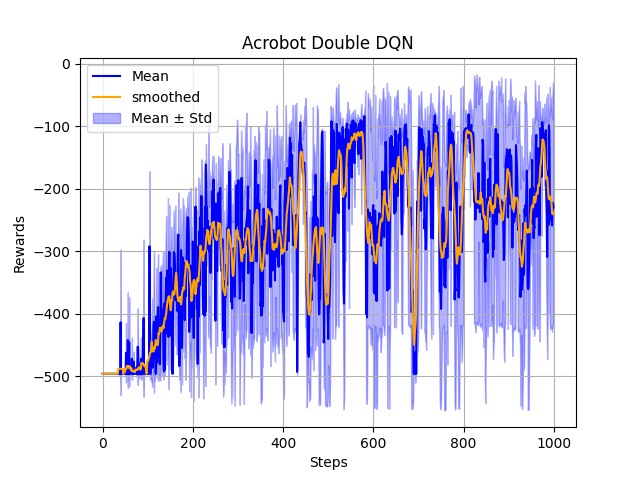 Acrobot Double DQN
Mean
smoothed
Mean ± Std
0
−100
−200
−300
−400
−500
Rewards
0 200 400 600 800 1000
Steps